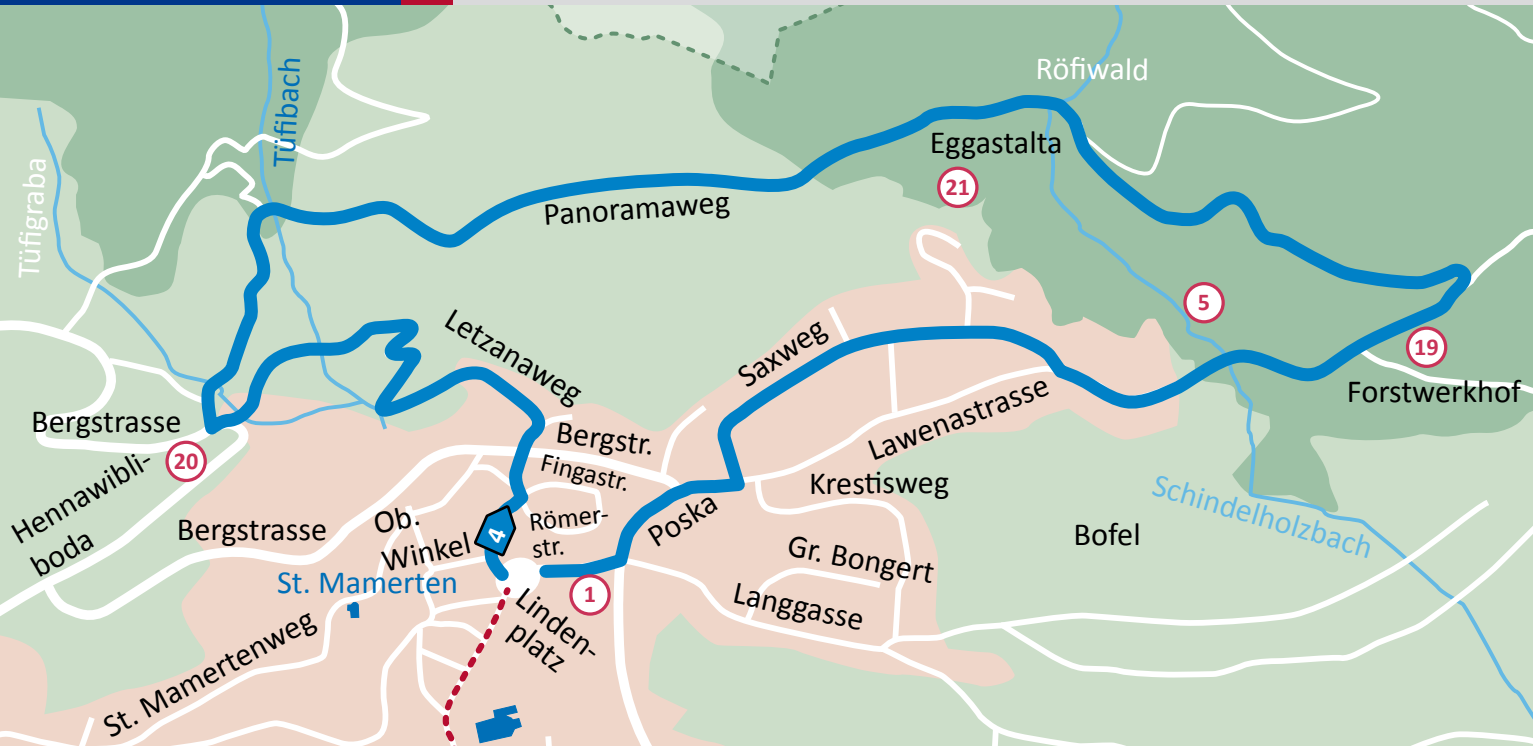 Röfiwald
Tüfibach
Eggastalta
21
Tüfigraba
Panoramaweg
5
Letzanaweg
Saxweg
19
Forstwerkhof
Bergstrasse
20
Hennawibli-
boda
Bergstr.
Lawenastrasse
Fingastr.
Krestisweg
Schindelholzbach
Bergstrasse
Ob.
Winkel
4
Römer-
str.
Poska
Bofel
Gr. Bongert
St. Mamerten
1
Linden-
platz
Langgasse
St. Mamertenweg